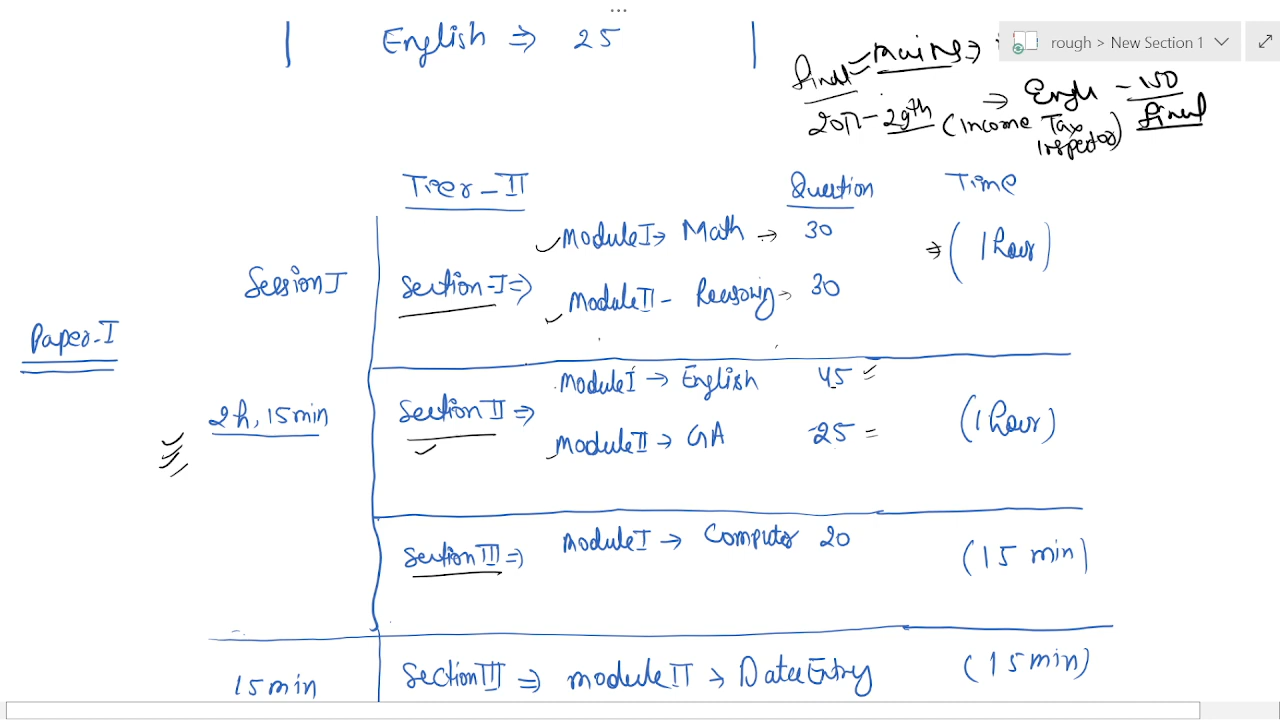 English ⇒ 25
rough > New Section 1
final = mains ⇒
2017 - 29th (Income Tax Inspector)
⇒ Engh - 150
final
Tier - II Question Time
Paper-I
Session I
2h, 15min
Section-I ⇒ module I → Math → 30 ⇒ (1 hour)
module II - Reasoning → 30
Section II ⇒ module I → English 45 (1 hour)
module II → GA 25 =
Section III ⇒ module I → Computer 20 (15 min)
15 min Section III ⇒ module II → Data Entry (15 min)